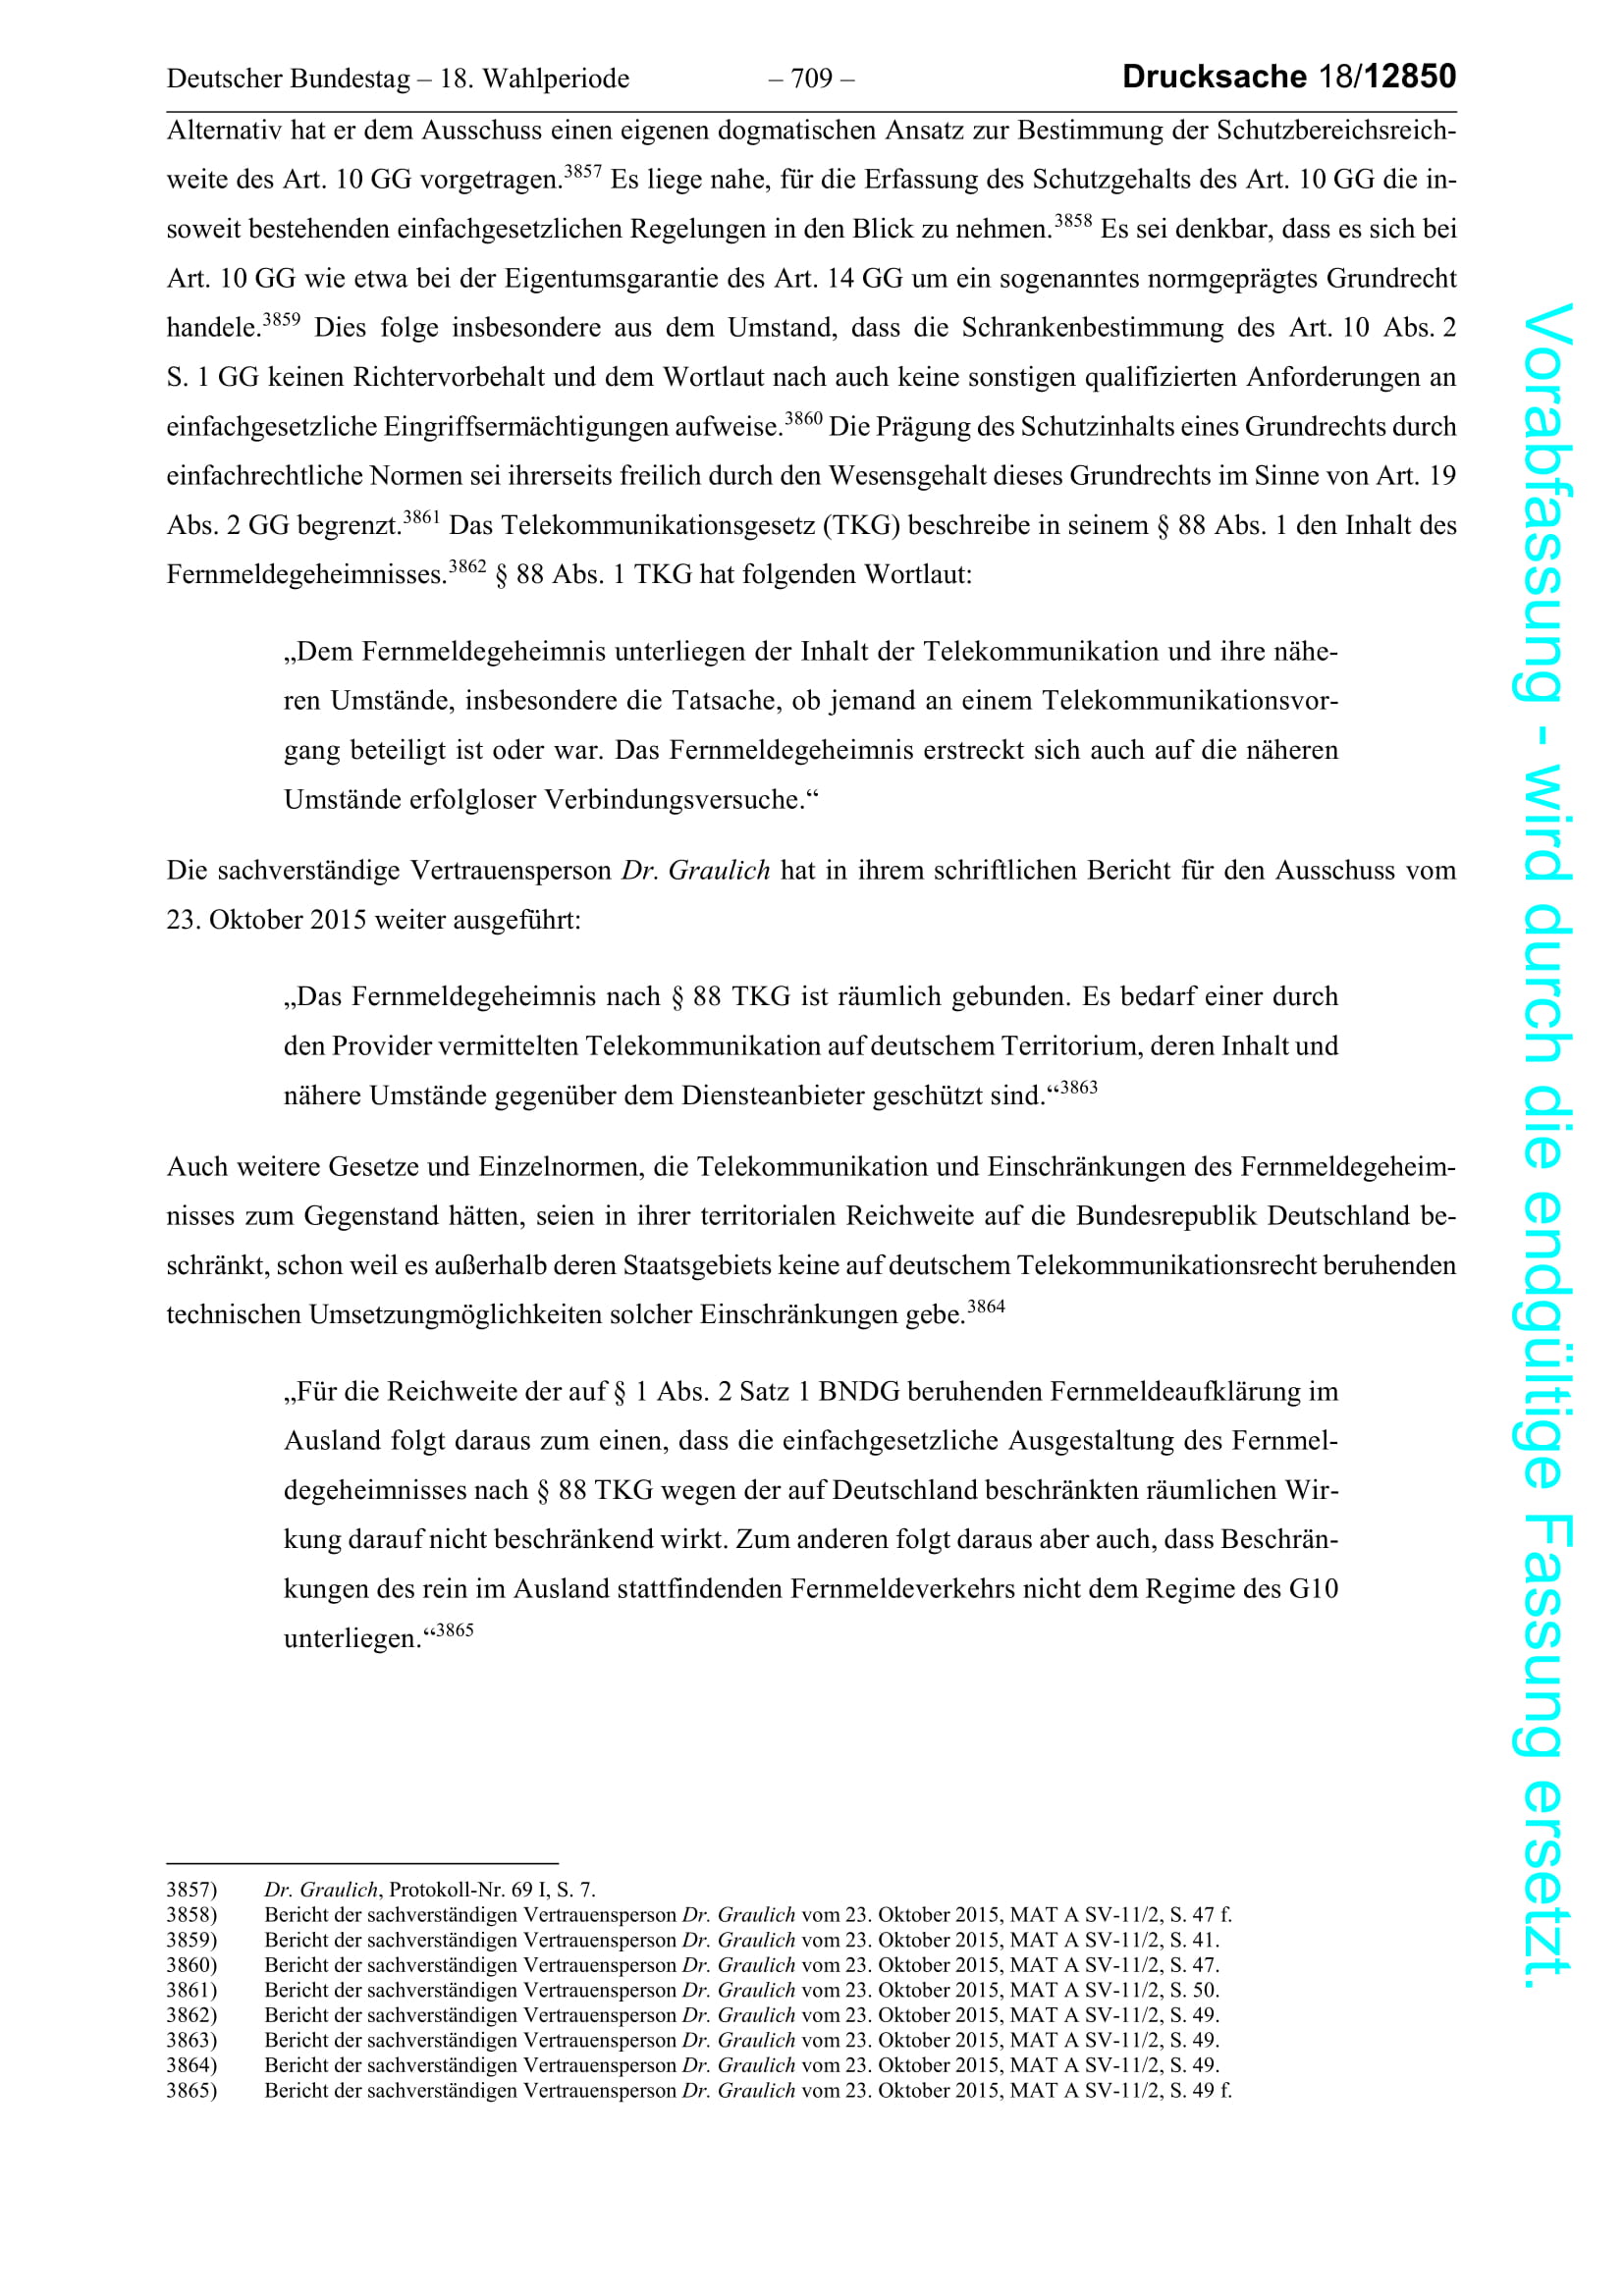 Deutscher Bundestag – 18. Wahlperiode – 709 – Drucksache 18/12850
Alternativ hat er dem Ausschuss einen eigenen dogmatischen Ansatz zur Bestimmung der Schutzbereichsreich-
weite des Art. 10 GG vorgetragen.3857 Es liege nahe, für die Erfassung des Schutzgehalts des Art. 10 GG die in-
soweit bestehenden einfachgesetzlichen Regelungen in den Blick zu nehmen.3858 Es sei denkbar, dass es sich bei
Art. 10 GG wie etwa bei der Eigentumsgarantie des Art. 14 GG um ein sogenanntes normgeprägtes Grundrecht
handele.3859 Dies folge insbesondere aus dem Umstand, dass die Schrankenbestimmung des Art. 10 Abs. 2
S. 1 GG keinen Richtervorbehalt und dem Wortlaut nach auch keine sonstigen qualifizierten Anforderungen an
einfachgesetzliche Eingriffsermächtigungen aufweise.3860 Die Prägung des Schutzinhalts eines Grundrechts durch
einfachrechtliche Normen sei ihrerseits freilich durch den Wesensgehalt dieses Grundrechts im Sinne von Art. 19
Abs. 2 GG begrenzt.3861 Das Telekommunikationsgesetz (TKG) beschreibe in seinem § 88 Abs. 1 den Inhalt des
Fernmeldegeheimnisses.3862 § 88 Abs. 1 TKG hat folgenden Wortlaut:
„Dem Fernmeldegeheimnis unterliegen der Inhalt der Telekommunikation und ihre nähe-
ren Umstände, insbesondere die Tatsache, ob jemand an einem Telekommunikationsvor-
gang beteiligt ist oder war. Das Fernmeldegeheimnis erstreckt sich auch auf die näheren
Umstände erfolgloser Verbindungsversuche.“
Die sachverständige Vertrauensperson Dr. Graulich hat in ihrem schriftlichen Bericht für den Ausschuss vom
23. Oktober 2015 weiter ausgeführt:
„Das Fernmeldegeheimnis nach § 88 TKG ist räumlich gebunden. Es bedarf einer durch
den Provider vermittelten Telekommunikation auf deutschem Territorium, deren Inhalt und
nähere Umstände gegenüber dem Diensteanbieter geschützt sind.“3863
Auch weitere Gesetze und Einzelnormen, die Telekommunikation und Einschränkungen des Fernmeldegeheim-
nisses zum Gegenstand hätten, seien in ihrer territorialen Reichweite auf die Bundesrepublik Deutschland be-
schränkt, schon weil es außerhalb deren Staatsgebiets keine auf deutschem Telekommunikationsrecht beruhenden
technischen Umsetzungmöglichkeiten solcher Einschränkungen gebe.3864
„Für die Reichweite der auf § 1 Abs. 2 Satz 1 BNDG beruhenden Fernmeldeaufklärung im
Ausland folgt daraus zum einen, dass die einfachgesetzliche Ausgestaltung des Fernmel-
degeheimnisses nach § 88 TKG wegen der auf Deutschland beschränkten räumlichen Wir-
kung darauf nicht beschränkend wirkt. Zum anderen folgt daraus aber auch, dass Beschrän-
kungen des rein im Ausland stattfindenden Fernmeldeverkehrs nicht dem Regime des G10
unterliegen.“3865
3857) Dr. Graulich, Protokoll-Nr. 69 I, S. 7.
3858) Bericht der sachverständigen Vertrauensperson Dr. Graulich vom 23. Oktober 2015, MAT A SV-11/2, S. 47 f.
3859) Bericht der sachverständigen Vertrauensperson Dr. Graulich vom 23. Oktober 2015, MAT A SV-11/2, S. 41.
3860) Bericht der sachverständigen Vertrauensperson Dr. Graulich vom 23. Oktober 2015, MAT A SV-11/2, S. 47.
3861) Bericht der sachverständigen Vertrauensperson Dr. Graulich vom 23. Oktober 2015, MAT A SV-11/2, S. 50.
3862) Bericht der sachverständigen Vertrauensperson Dr. Graulich vom 23. Oktober 2015, MAT A SV-11/2, S. 49.
3863) Bericht der sachverständigen Vertrauensperson Dr. Graulich vom 23. Oktober 2015, MAT A SV-11/2, S. 49.
3864) Bericht der sachverständigen Vertrauensperson Dr. Graulich vom 23. Oktober 2015, MAT A SV-11/2, S. 49.
3865) Bericht der sachverständigen Vertrauensperson Dr. Graulich vom 23. Oktober 2015, MAT A SV-11/2, S. 49 f.
Vorabfassung - wird durch die endgültige Fassung ersetzt.